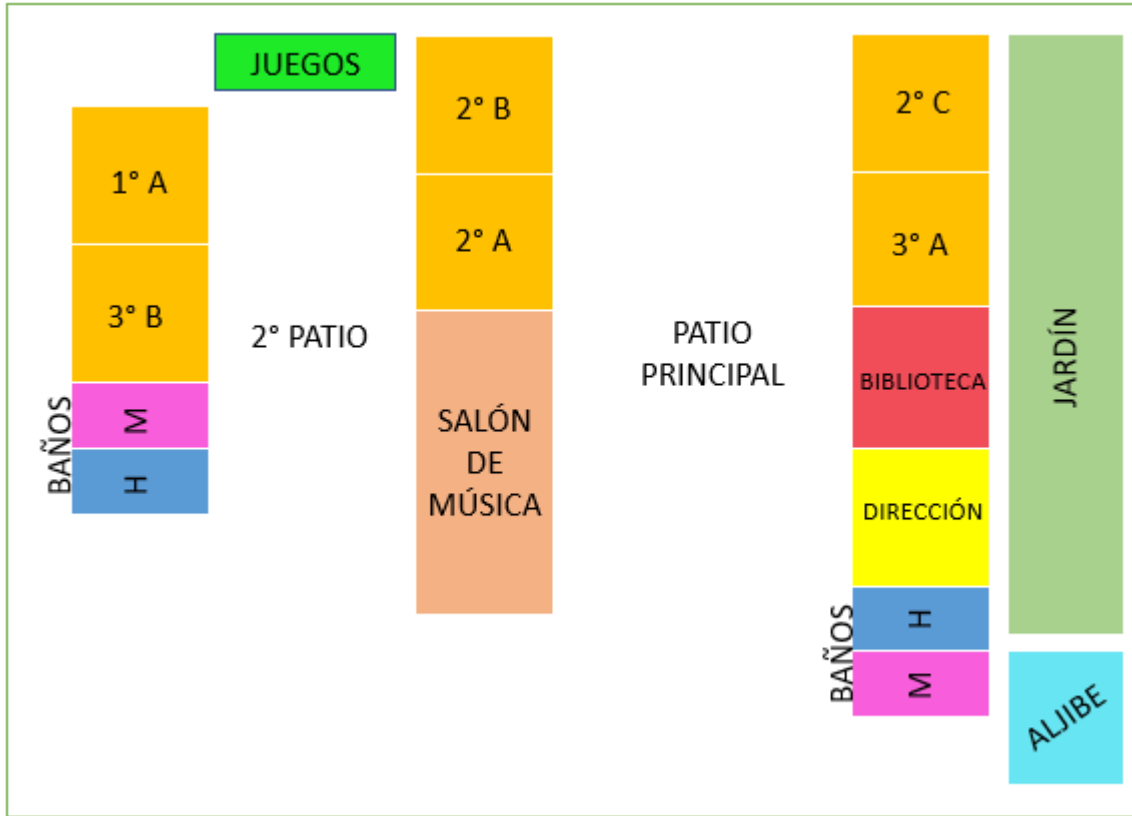 JUEGOS
1° A
3° B
BAÑOS
M
H
2° PATIO
2° B
2° A
SALÓN
DE
MÚSICA
PATIO
PRINCIPAL
2° C
3° A
BIBLIOTECA
DIRECCIÓN
BAÑOS
H
M
JARDÍN
ALJIBE